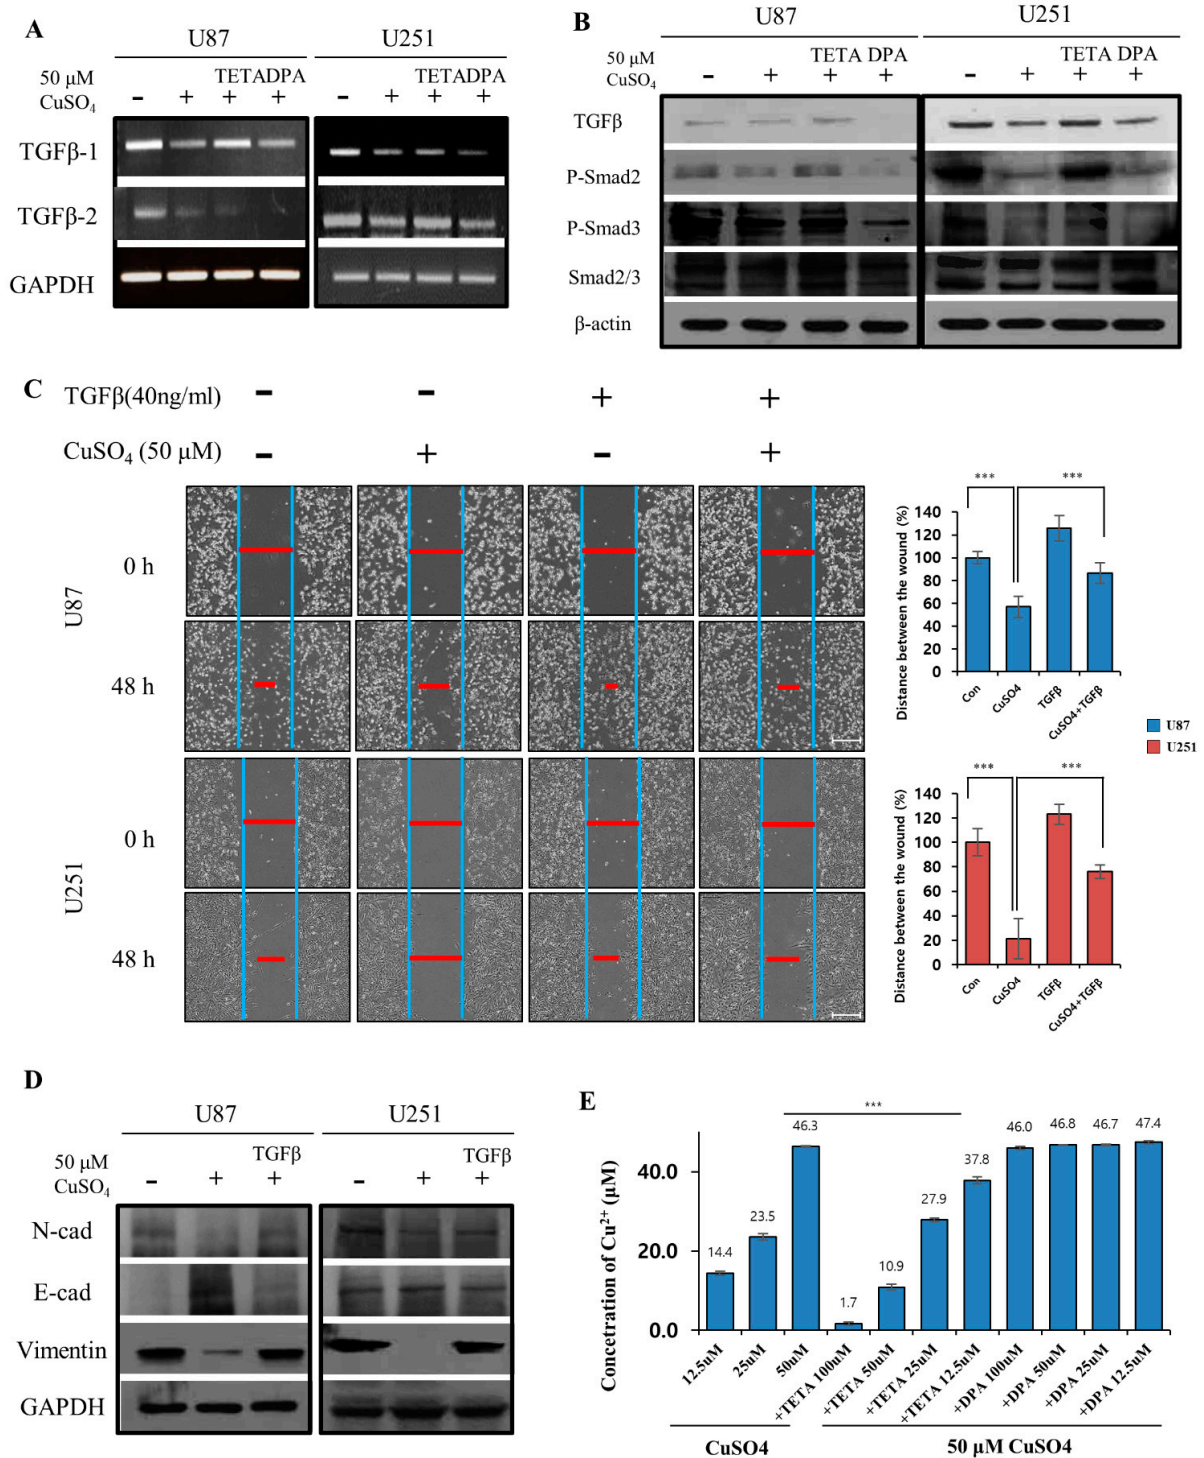 A
U87
U251
50 μM
CuSO4
TETADPA
TETADPA
- + + +
- + + +
TGFβ-1
TGFβ-2
GAPDH
B
U87
U251
50 μM
CuSO4
TETA DPA
TETA DPA
- + + +
- + + +
TGFβ
P-Smad2
P-Smad3
Smad2/3
β-actin
C
TGFβ(40ng/ml) - - + +
CuSO4 (50 μM) - + - +
U87
0 h
48 h
U251
0 h
48 h
*** ***
Distance between the wound (%)
140
120
100
80
60
40
20
0
Con CuSO4 TGFβ CuSO4+TGFβ
U87
U251
*** ***
Distance between the wound (%)
140
120
100
80
60
40
20
0
Con CuSO4 TGFβ CuSO4+TGFβ
D
U87
U251
50 μM
CuSO4
TGFβ
TGFβ
- + +
- + +
N-cad
E-cad
Vimentin
GAPDH
E
***
Concetration of Cu2+ (μM)
40.0
20.0
0.0
14.4 23.5 46.3 1.7 10.9 27.9 37.8 46.0 46.8 46.7 47.4
12.5uM 25uM 50uM +TETA 100uM +TETA 50uM +TETA 25uM +TETA 12.5uM +DPA 100uM +DPA 50uM +DPA 25uM +DPA 12.5uM
CuSO4
50 μM CuSO4